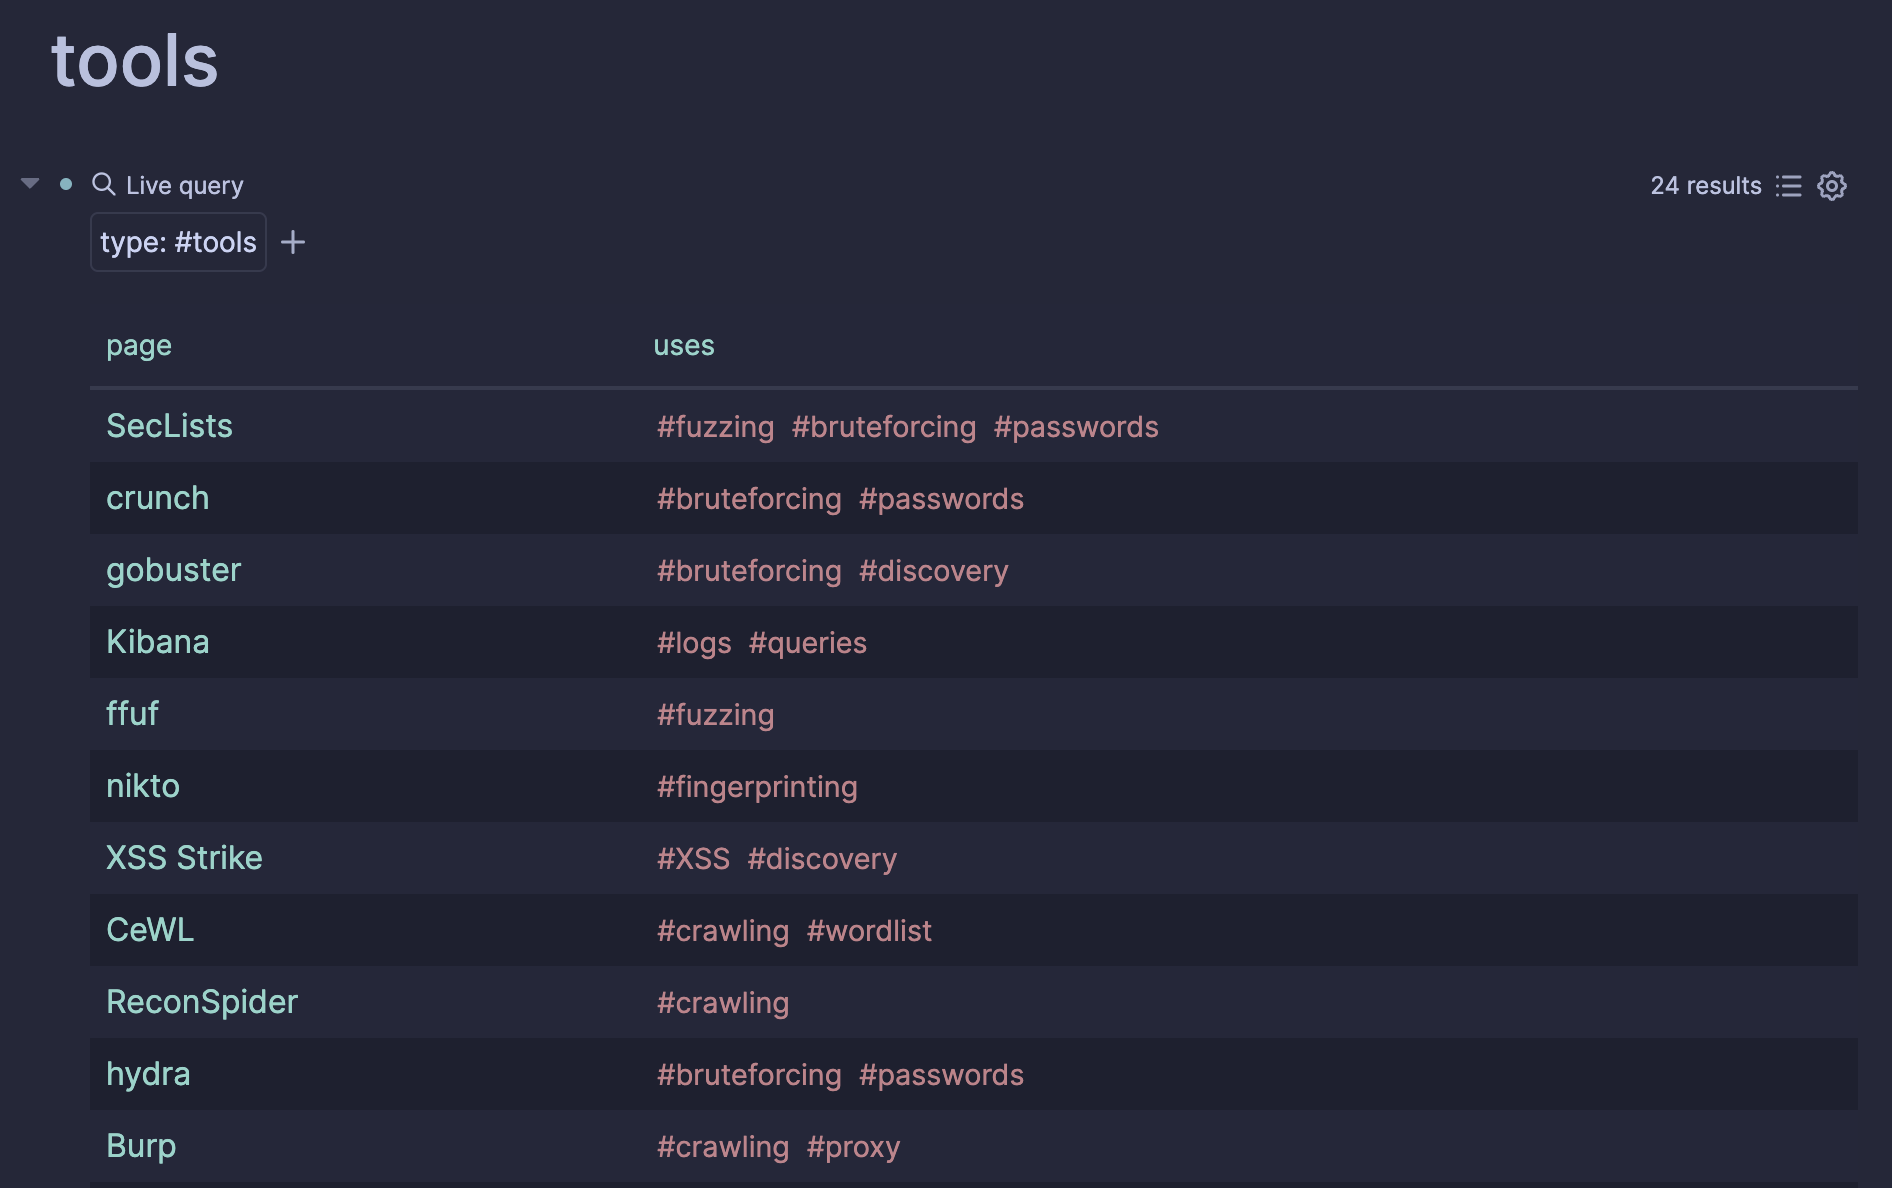 tools
Live query 24 results
type: #tools +
page uses
SecLists #fuzzing #bruteforcing #passwords
crunch #bruteforcing #passwords
gobuster #bruteforcing #discovery
Kibana #logs #queries
ffuf #fuzzing
nikto #fingerprinting
XSS Strike #XSS #discovery
CeWL #crawling #wordlist
ReconSpider #crawling
hydra #bruteforcing #passwords
Burp #crawling #proxy